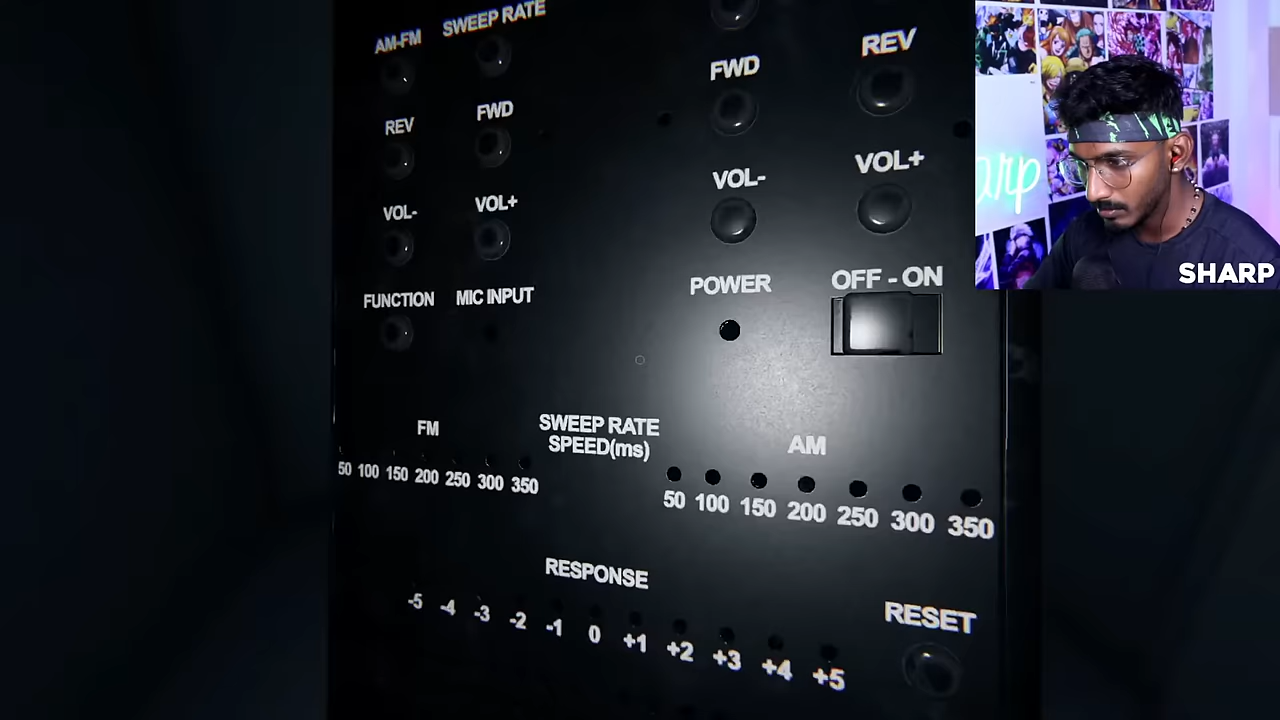 AM-FM
SWEEP RATE
REV
FWD
VOL-
VOL+
FUNCTION
MIC INPUT
FWD
REV
VOL-
VOL+
POWER
OFF - ON
FM
SWEEP RATE
SPEED(ms)
AM
50 100 150 200 250 300 350
50 100 150 200 250 300 350
RESPONSE
-5 -4 -3 -2 -1 0 +1 +2 +3 +4 +5
RESET
arp
SHARP